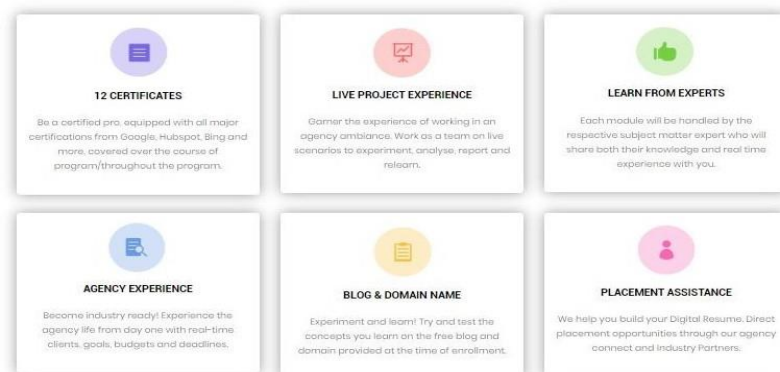 12 CERTIFICATES
Be a certified pro, equipped with all major
certifications from Google, Hubspot, Bing and
more, covered over the course of
program/throughout the program.
LIVE PROJECT EXPERIENCE
Garner the experience of working in an
agency ambiance. Work as a team on live
scenarios to experiment, analyse, report and
relearn.
LEARN FROM EXPERTS
Each module will be handled by the
respective subject matter expert who will
share both their knowledge and real time
experience with you.
AGENCY EXPERIENCE
Become industry ready! Experience the
agency life from day one with real-time
clients, goals, budgets and deadlines.
BLOG & DOMAIN NAME
Experiment and learn! Try and test the
concepts you learn on the free blog and
domain provided at the time of enrollment.
PLACEMENT ASSISTANCE
We help you build your Digital Resume. Direct
placement opportunities through our agency
connect and Industry Partners.